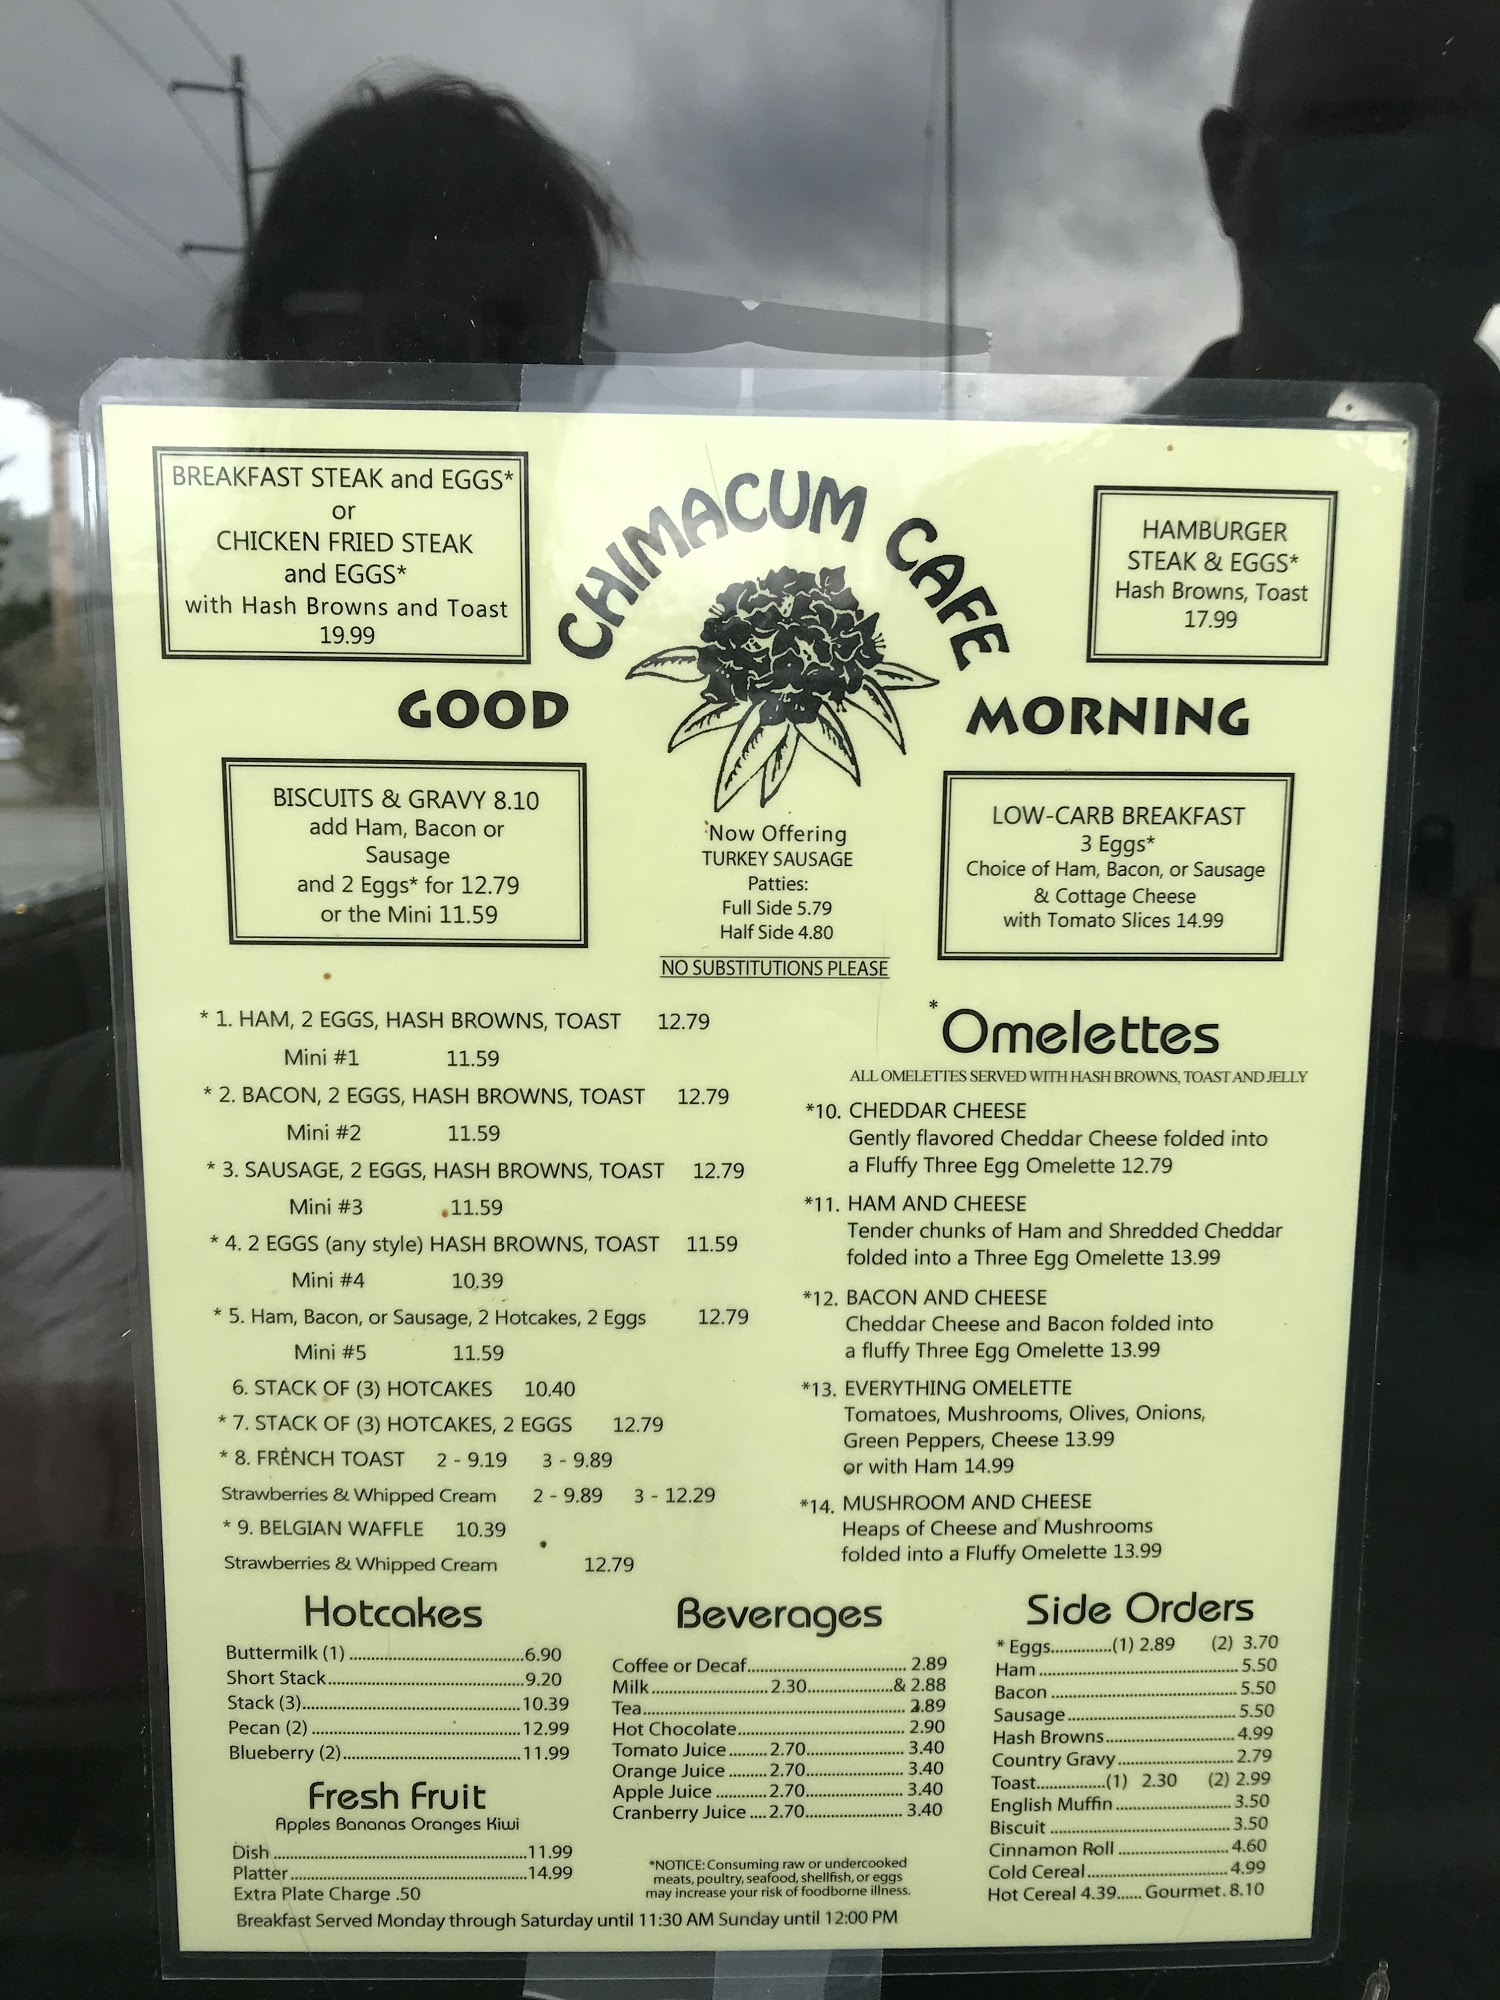 BREAKFAST STEAK and EGGS*
or
CHICKEN FRIED STEAK
and EGGS*
with Hash Browns and Toast
19.99
CHIMACUM CAFE
HAMBURGER
STEAK & EGGS*
Hash Browns, Toast
17.99
GOOD MORNING
BISCUITS & GRAVY 8.10
add Ham, Bacon or
Sausage
and 2 Eggs* for 12.79
or the Mini 11.59
Now Offering
TURKEY SAUSAGE
Patties:
Full Side 5.79
Half Side 4.80
NO SUBSTITUTIONS PLEASE
LOW-CARB BREAKFAST
3 Eggs*
Choice of Ham, Bacon, or Sausage
& Cottage Cheese
with Tomato Slices 14.99
* 1. HAM, 2 EGGS, HASH BROWNS, TOAST 12.79
Mini #1 11.59
* 2. BACON, 2 EGGS, HASH BROWNS, TOAST 12.79
Mini #2 11.59
* 3. SAUSAGE, 2 EGGS, HASH BROWNS, TOAST 12.79
Mini #3 11.59
* 4. 2 EGGS (any style) HASH BROWNS, TOAST 11.59
Mini #4 10.39
* 5. Ham, Bacon, or Sausage, 2 Hotcakes, 2 Eggs 12.79
Mini #5 11.59
6. STACK OF (3) HOTCAKES 10.40
* 7. STACK OF (3) HOTCAKES, 2 EGGS 12.79
* 8. FRENCH TOAST 2 - 9.19 3 - 9.89
Strawberries & Whipped Cream 2 - 9.89 3 - 12.29
* 9. BELGIAN WAFFLE 10.39
Strawberries & Whipped Cream 12.79
*Omelettes
ALL OMELETTES SERVED WITH HASH BROWNS, TOAST AND JELLY
*10. CHEDDAR CHEESE
Gently flavored Cheddar Cheese folded into
a Fluffy Three Egg Omelette 12.79
*11. HAM AND CHEESE
Tender chunks of Ham and Shredded Cheddar
folded into a Three Egg Omelette 13.99
*12. BACON AND CHEESE
Cheddar Cheese and Bacon folded into
a fluffy Three Egg Omelette 13.99
*13. EVERYTHING OMELETTE
Tomatoes, Mushrooms, Olives, Onions,
Green Peppers, Cheese 13.99
or with Ham 14.99
*14. MUSHROOM AND CHEESE
Heaps of Cheese and Mushrooms
folded into a Fluffy Omelette 13.99
Hotcakes
Buttermilk (1) ........ 6.90
Short Stack ........ 9.20
Stack (3) ........ 10.39
Pecan (2) ........ 12.99
Blueberry (2) ........ 11.99
Fresh Fruit
Apples Bananas Oranges Kiwi
Dish ........ 11.99
Platter ........ 14.99
Extra Plate Charge .50
Beverages
Coffee or Decaf ........ 2.89
Milk ........ 2.30 ........ & 2.88
Tea ........ 2.89
Hot Chocolate ........ 2.90
Tomato Juice ........ 2.70 ........ 3.40
Orange Juice ........ 2.70 ........ 3.40
Apple Juice ........ 2.70 ........ 3.40
Cranberry Juice .... 2.70 ........ 3.40
*NOTICE: Consuming raw or undercooked
meats, poultry, seafood, shellfish, or eggs
may increase your risk of foodborne illness.
Side Orders
* Eggs ........ (1) 2.89 (2) 3.70
Ham ........ 5.50
Bacon ........ 5.50
Sausage ........ 5.50
Hash Browns ........ 4.99
Country Gravy ........ 2.79
Toast ........ (1) 2.30 (2) 2.99
English Muffin ........ 3.50
Biscuit ........ 3.50
Cinnamon Roll ........ 4.60
Cold Cereal ........ 4.99
Hot Cereal 4.39 ...... Gourmet. 8.10
Breakfast Served Monday through Saturday until 11:30 AM Sunday until 12:00 PM